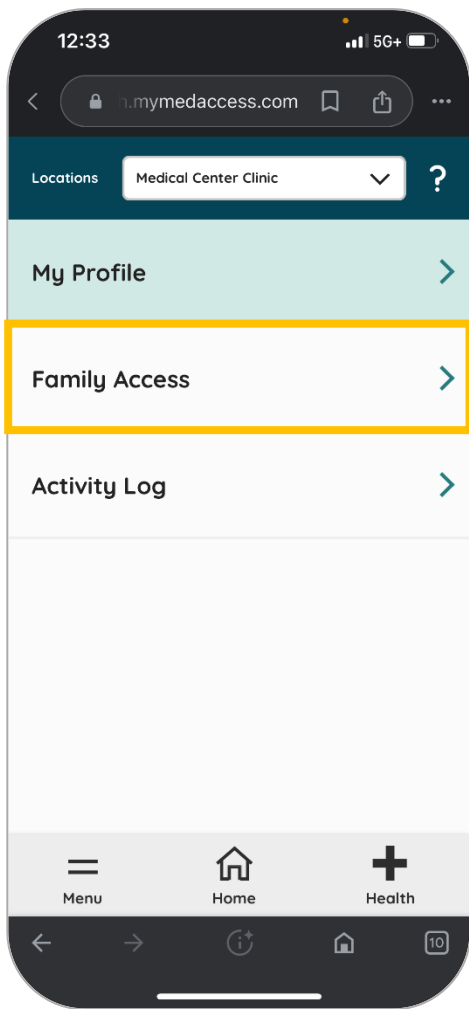 12:33 5G+
n.mymedaccess.com
Locations Medical Center Clinic ?
My Profile
Family Access
Activity Log
Menu Home Health
10